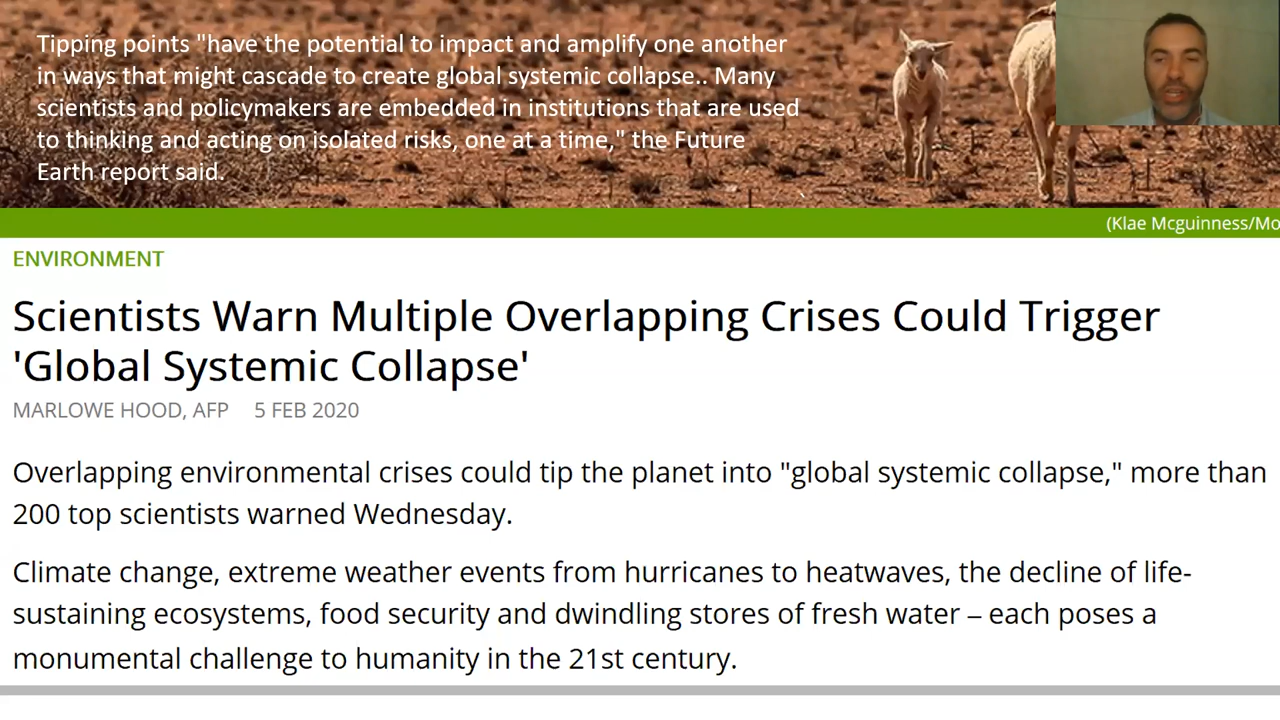 Tipping points "have the potential to impact and amplify one another
in ways that might cascade to create global systemic collapse.. Many
scientists and policymakers are embedded in institutions that are used
to thinking and acting on isolated risks, one at a time," the Future
Earth report said.
(Klae Mcguinness/Mo
ENVIRONMENT
Scientists Warn Multiple Overlapping Crises Could Trigger
'Global Systemic Collapse'
MARLOWE HOOD, AFP 5 FEB 2020
Overlapping environmental crises could tip the planet into "global systemic collapse," more than
200 top scientists warned Wednesday.
Climate change, extreme weather events from hurricanes to heatwaves, the decline of life-
sustaining ecosystems, food security and dwindling stores of fresh water – each poses a
monumental challenge to humanity in the 21st century.